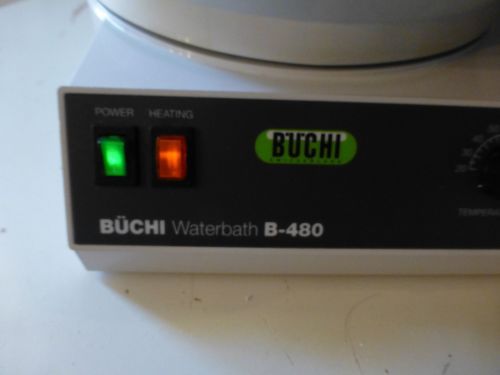 POWER HEATING
BÜCHI
BÜCHI Waterbath B-480